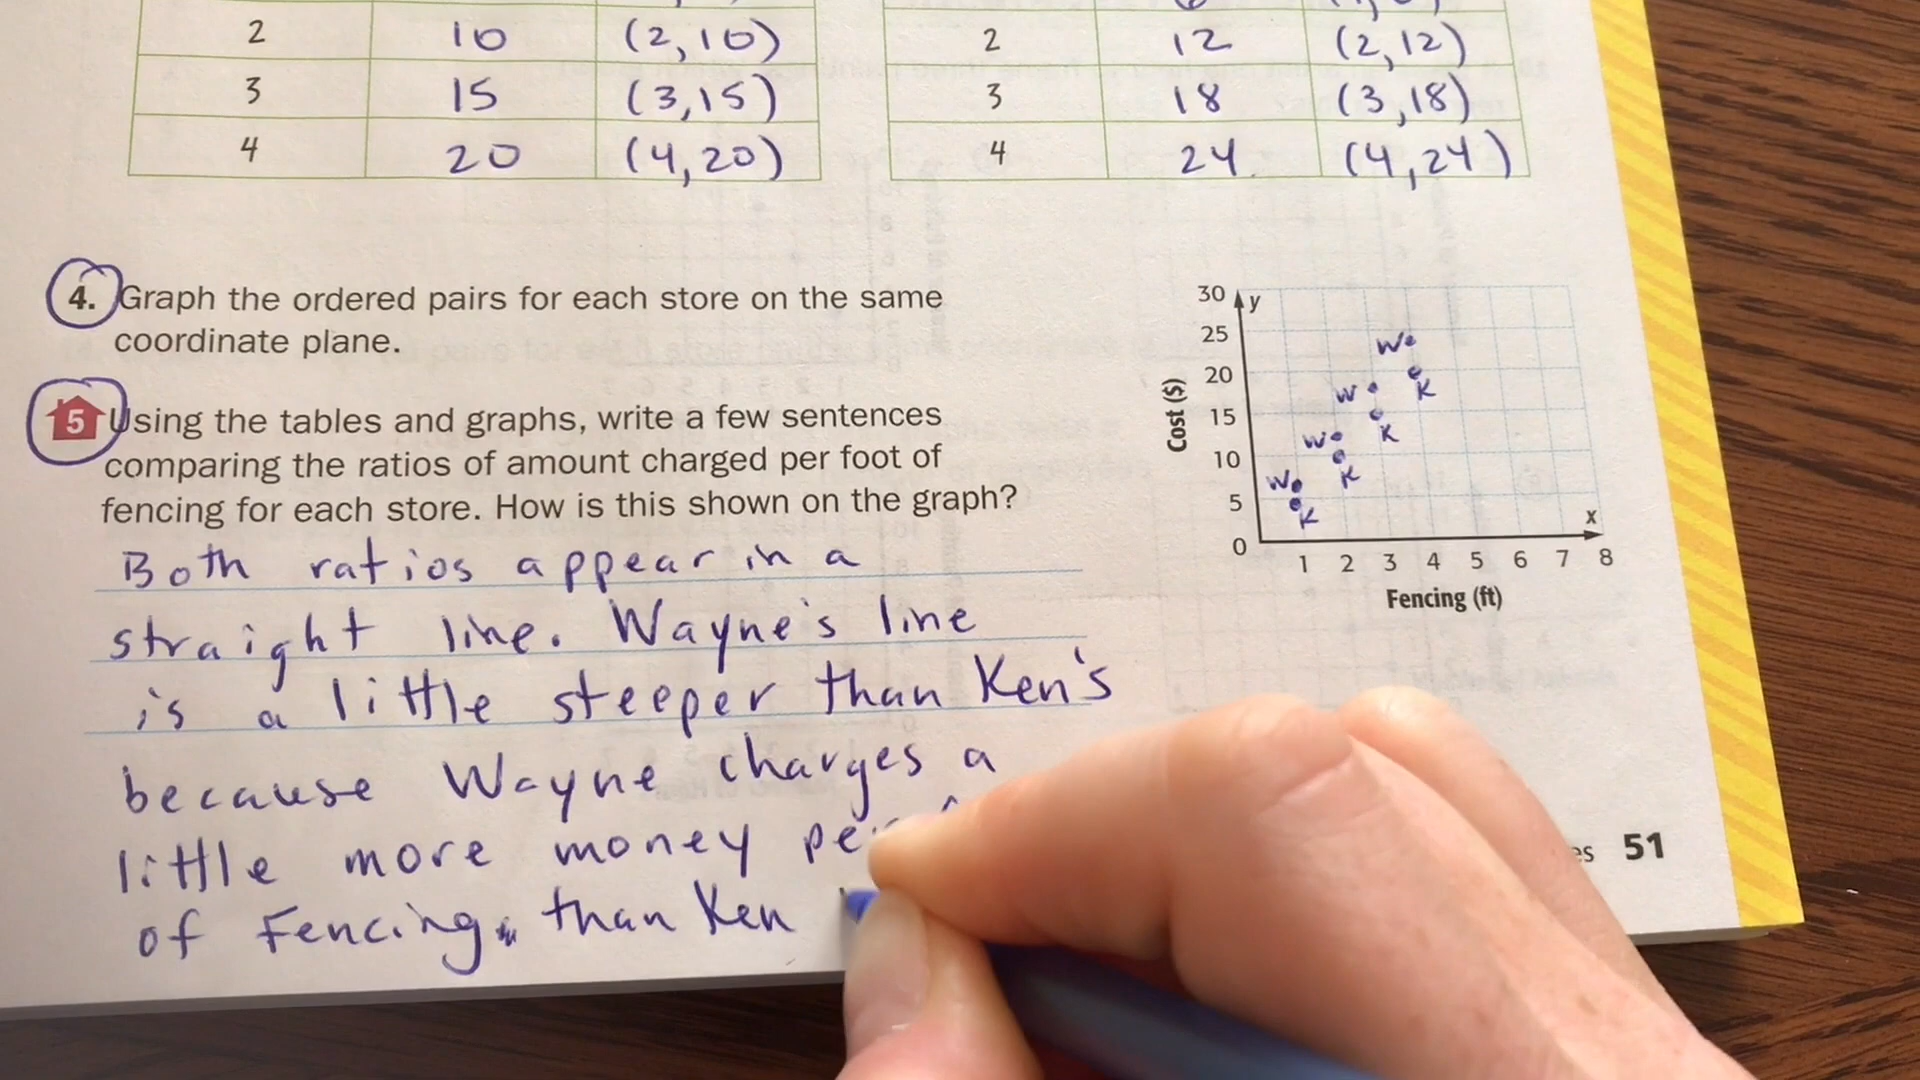 2 10 (2,10) 2 12 (2,12)
3 15 (3,15) 3 18 (3,18)
4 20 (4,20) 4 24 (4,24)
4. Graph the ordered pairs for each store on the same
coordinate plane.
5 Using the tables and graphs, write a few sentences
comparing the ratios of amount charged per foot of
fencing for each store. How is this shown on the graph?
Both ratios appear in a
straight line. Wayne's line
is a little steeper than Ken's
because Wayne charges a
little more money
of Fencing than Ken
Cost ($)
30 y
25
20
15
10
5
0
W
K
W
K
W
K
W
K
x
1 2 3 4 5 6 7 8
Fencing (ft)
51